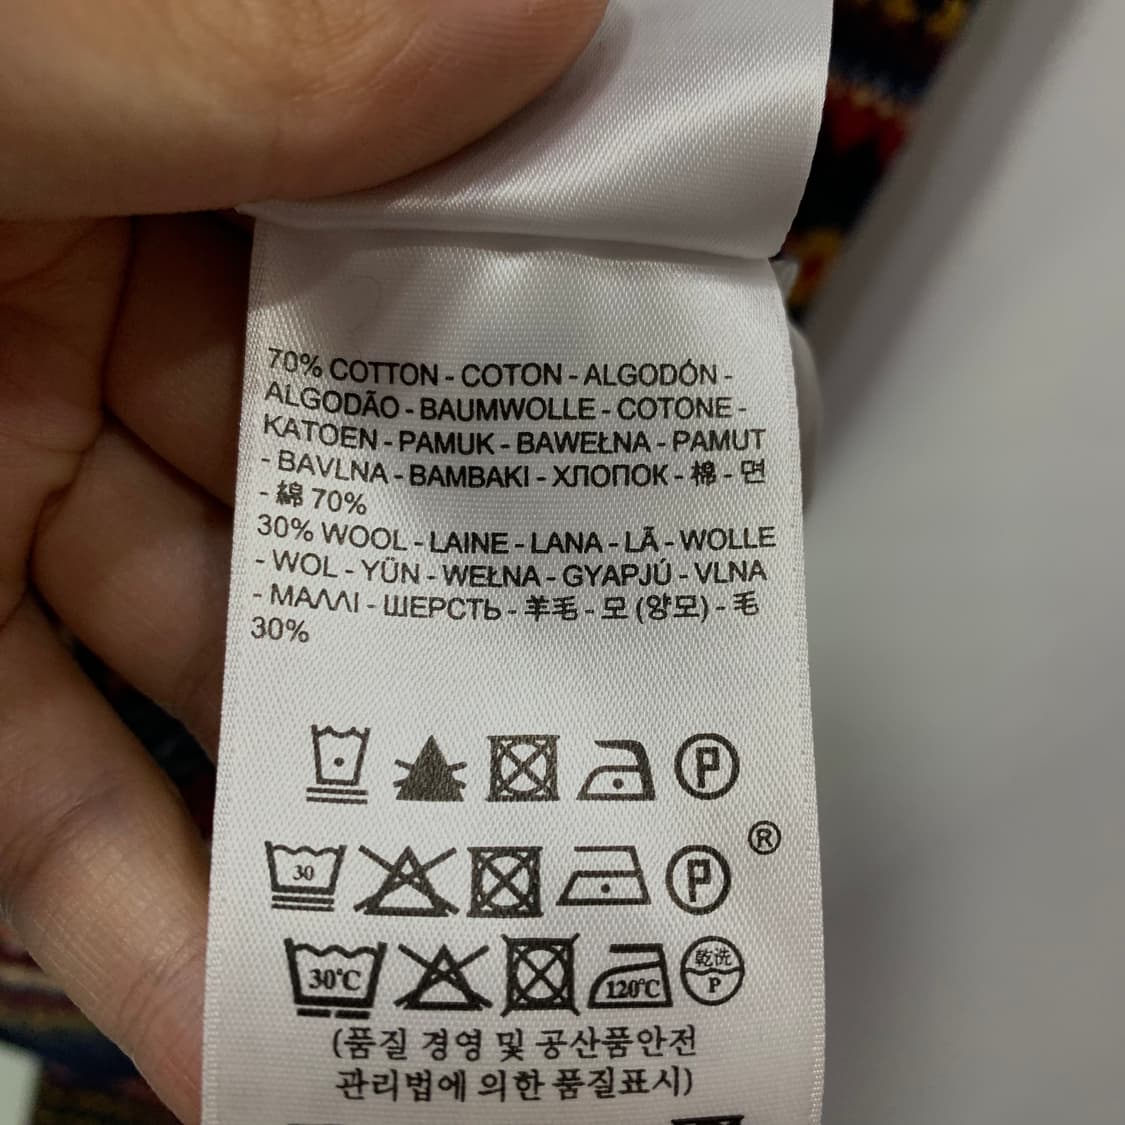 70% COTTON - COTON - ALGODÓN -
ALGODÃO - BAUMWOLLE - COTONE -
KATOEN - PAMUK - BAWEŁNA - PAMUT
- BAVLNA - BAMBAKI - ХЛОПОК - 棉 - 면
- 綿 70%
30% WOOL - LAINE - LANA - LÃ - WOLLE
- WOL - YÜN - WEŁNA - GYAPJÚ - VLNA
- ΜΑΛΛΙ - ШЕРСТЬ - 羊毛 - 모 (양모) - 毛
30%
P
®
30 P
30°C 120°C 乾洗 P
(품질 경영 및 공산품안전
관리법에 의한 품질표시)